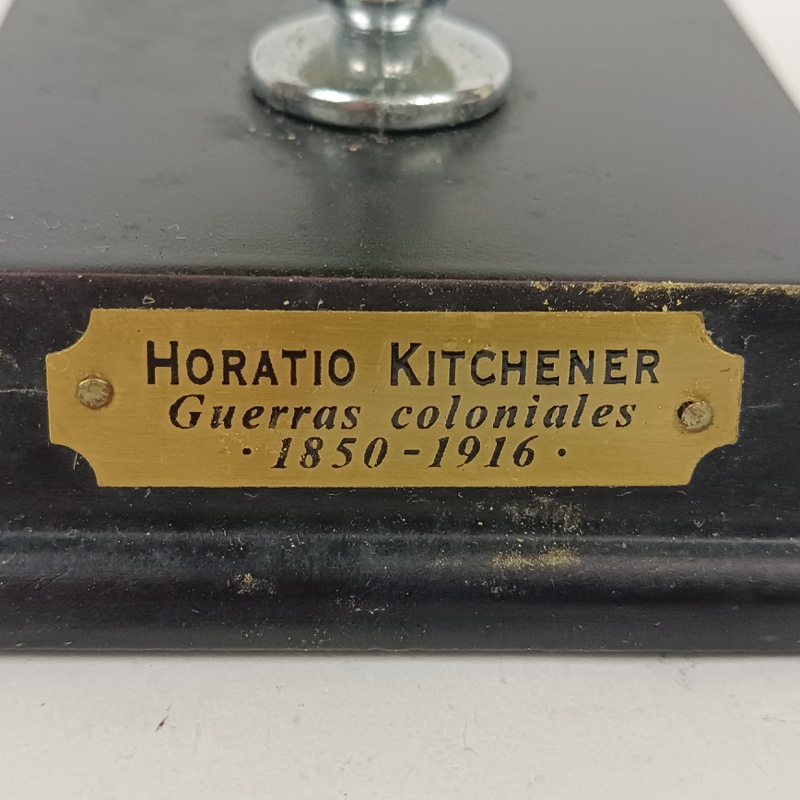 HORATIO KITCHENER
Guerras coloniales
· 1850-1916 ·